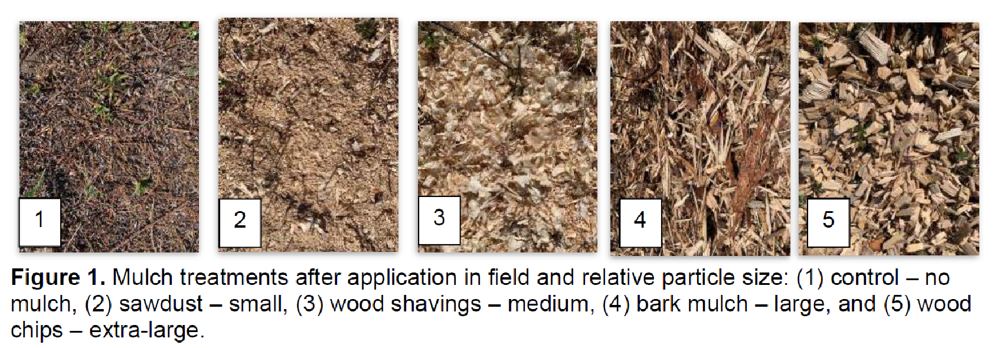 1
2
3
4
5
Figure 1. Mulch treatments after application in field and relative particle size: (1) control – no
mulch, (2) sawdust – small, (3) wood shavings – medium, (4) bark mulch – large, and (5) wood
chips – extra-large.